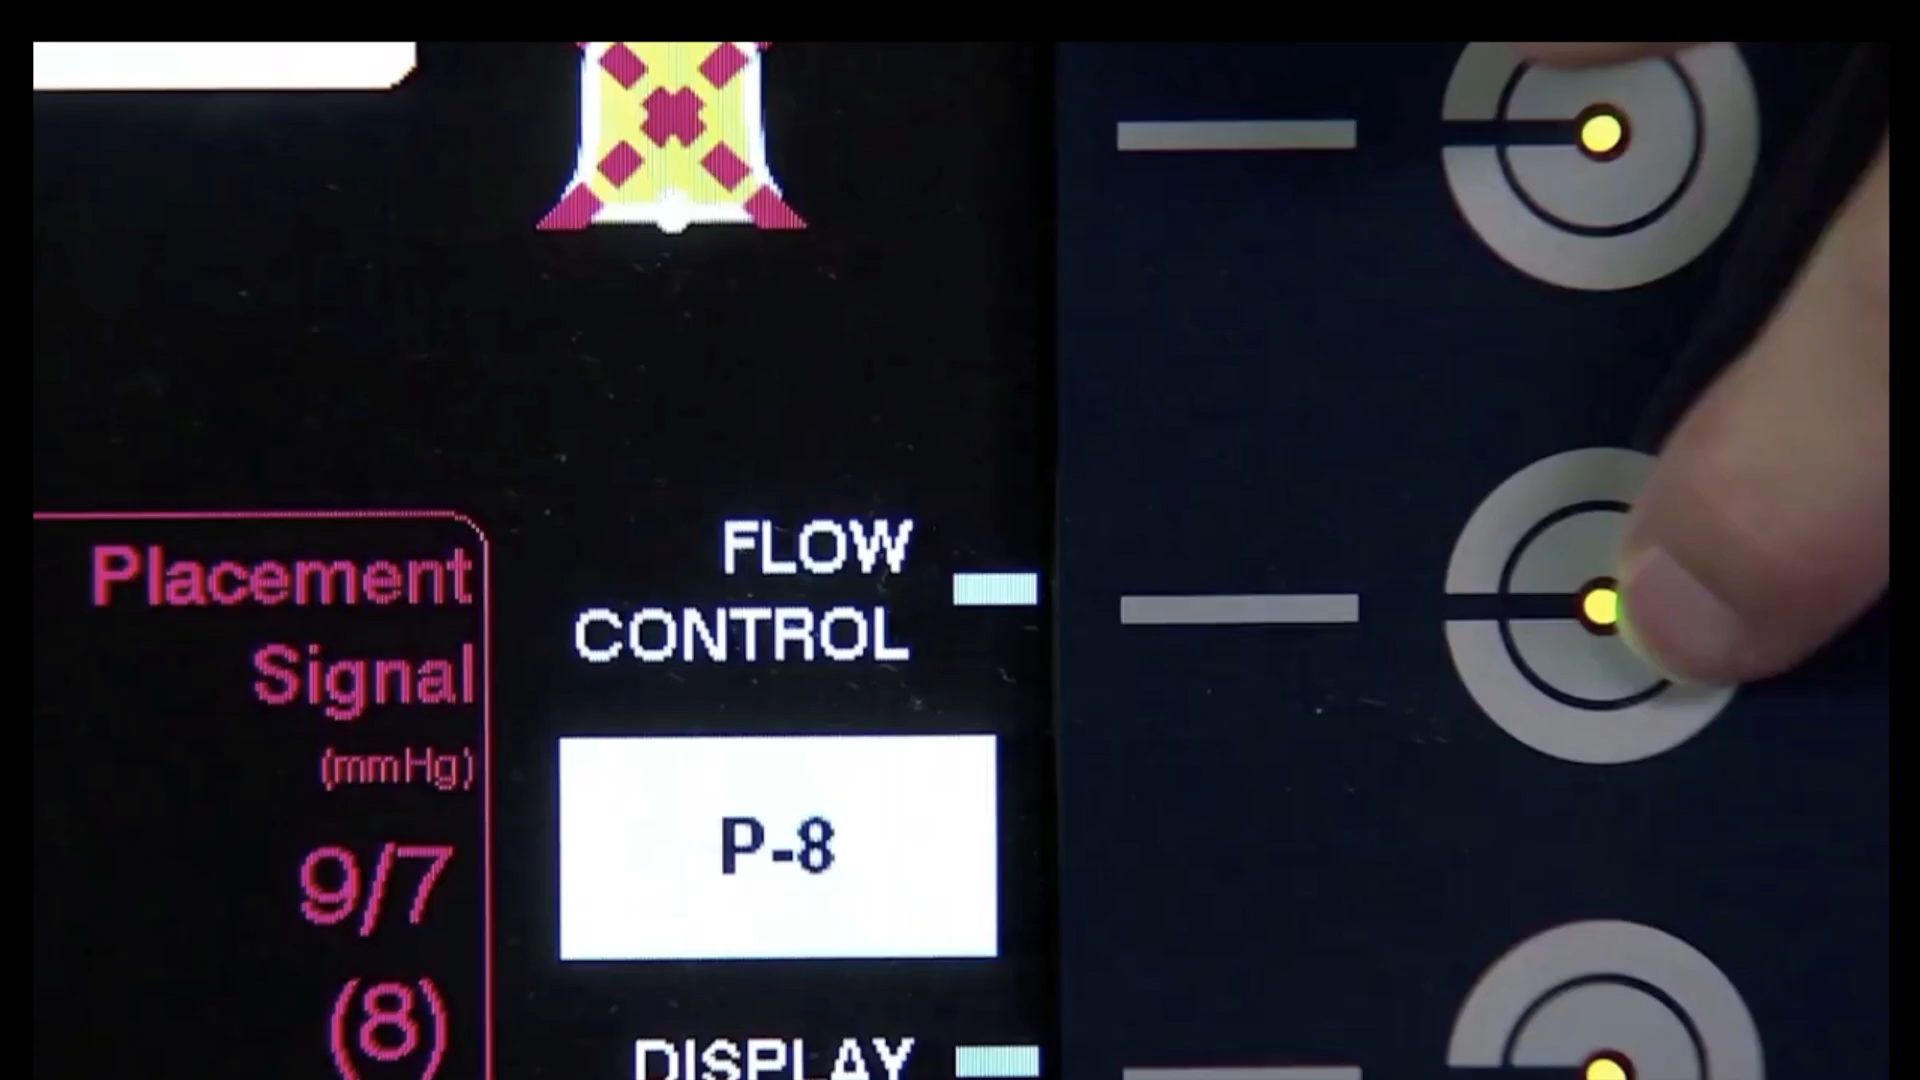 Placement
Signal
(mmHg)
9/7
(8)
FLOW
CONTROL
P-8
DISPLAY